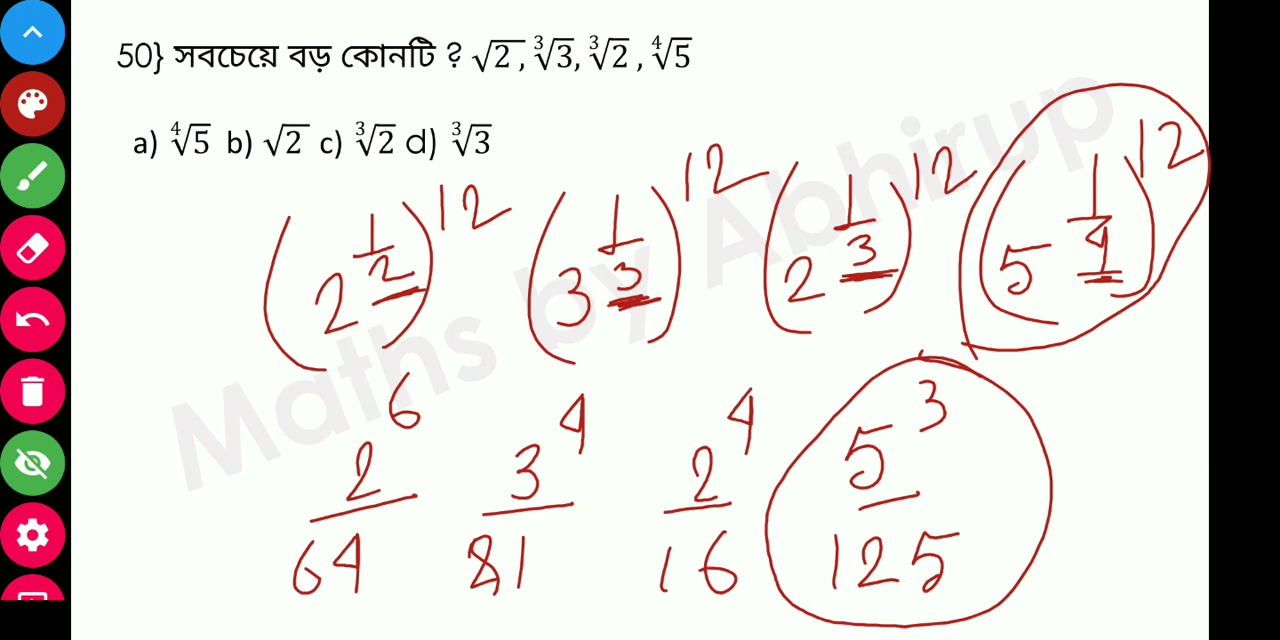 50} সবচেয়ে বড় কোনটি ? √2, ∛3, ∛2, ∜5
a) ∜5 b) √2 c) ∛2 d) ∛3
(2^(1/2))^12 (3^(1/3))^12 (2^(1/3))^12 (5^(1/4))^12
2^6 3^4 2^4 5^3
64 81 16 125
Maths by Abhirup